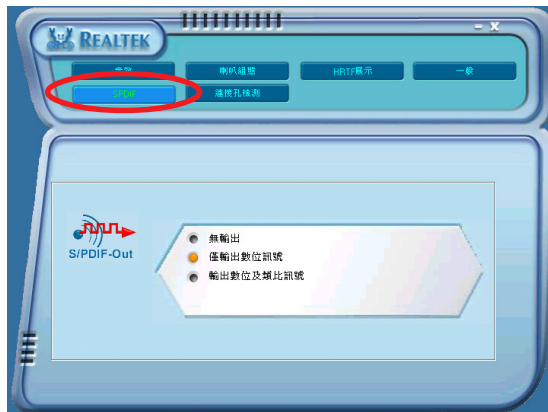 REALTEK
音效
喇叭組態
HRTF展示
一般
SPDIF
連接孔檢測
S/PDIF-Out
無輸出
僅輸出數位訊號
輸出數位及類比訊號